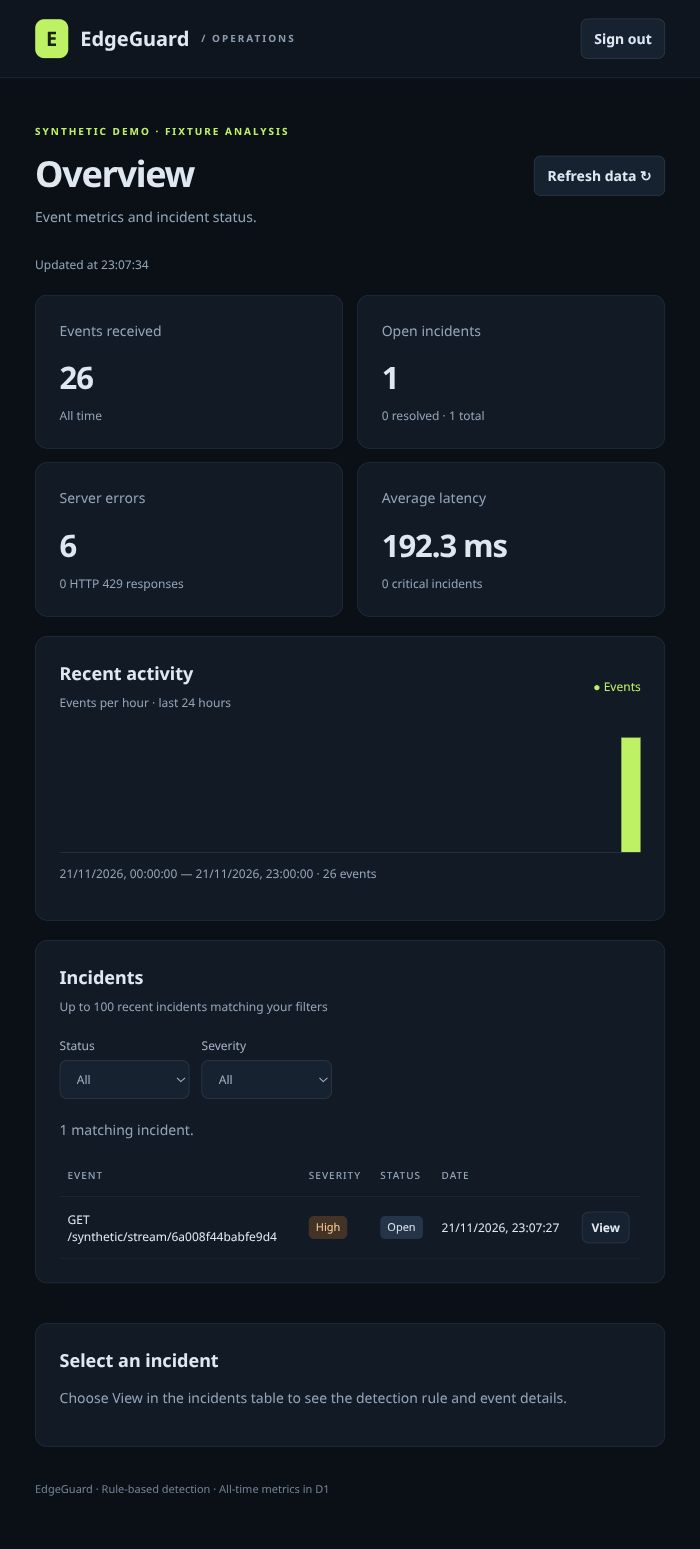 E EdgeGuard / OPERATIONS Sign out
SYNTHETIC DEMO · FIXTURE ANALYSIS
Overview
Refresh data ↻
Event metrics and incident status.
Updated at 23:07:34
Events received
26
All time
Open incidents
1
0 resolved · 1 total
Server errors
6
0 HTTP 429 responses
Average latency
192.3 ms
0 critical incidents
Recent activity
Events per hour · last 24 hours
● Events
21/11/2026, 00:00:00 — 21/11/2026, 23:00:00 · 26 events
Incidents
Up to 100 recent incidents matching your filters
Status Severity
All All
1 matching incident.
EVENT SEVERITY STATUS DATE
GET
/synthetic/stream/6a008f44babfe9d4 High Open 21/11/2026, 23:07:27 View
Select an incident
Choose View in the incidents table to see the detection rule and event details.
EdgeGuard · Rule-based detection · All-time metrics in D1